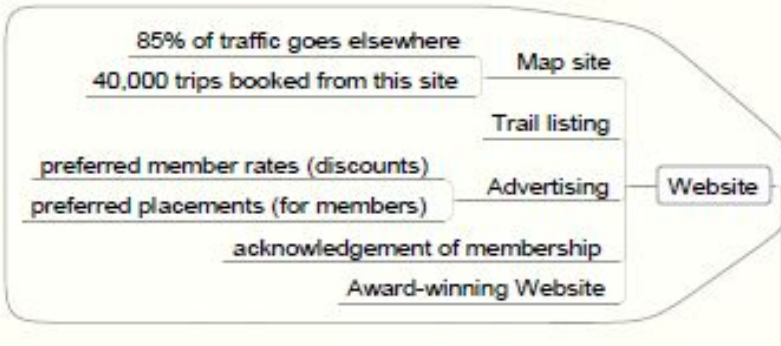 85% of traffic goes elsewhere
Map site
40,000 trips booked from this site
Trail listing
preferred member rates (discounts)
Advertising
Website
preferred placements (for members)
acknowledgement of membership
Award-winning Website